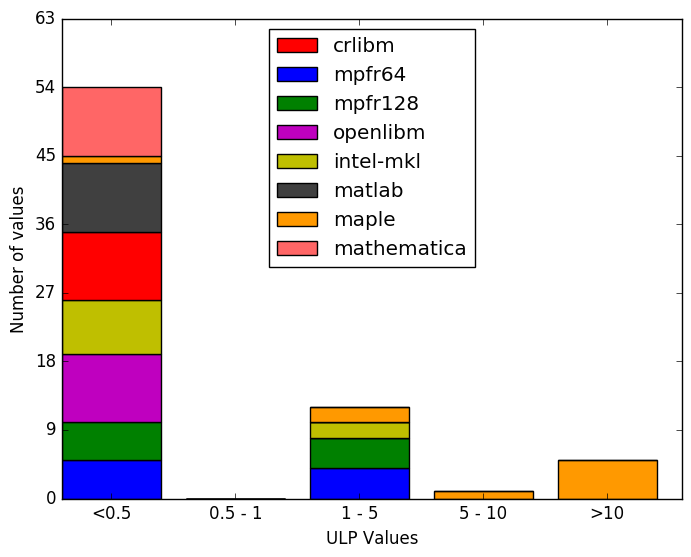 63
54
45
36
27
18
9
0
Number of values
crlibm
mpfr64
mpfr128
openlibm
intel-mkl
matlab
maple
mathematica
<0.5
0.5 - 1
1 - 5
5 - 10
>10
ULP Values